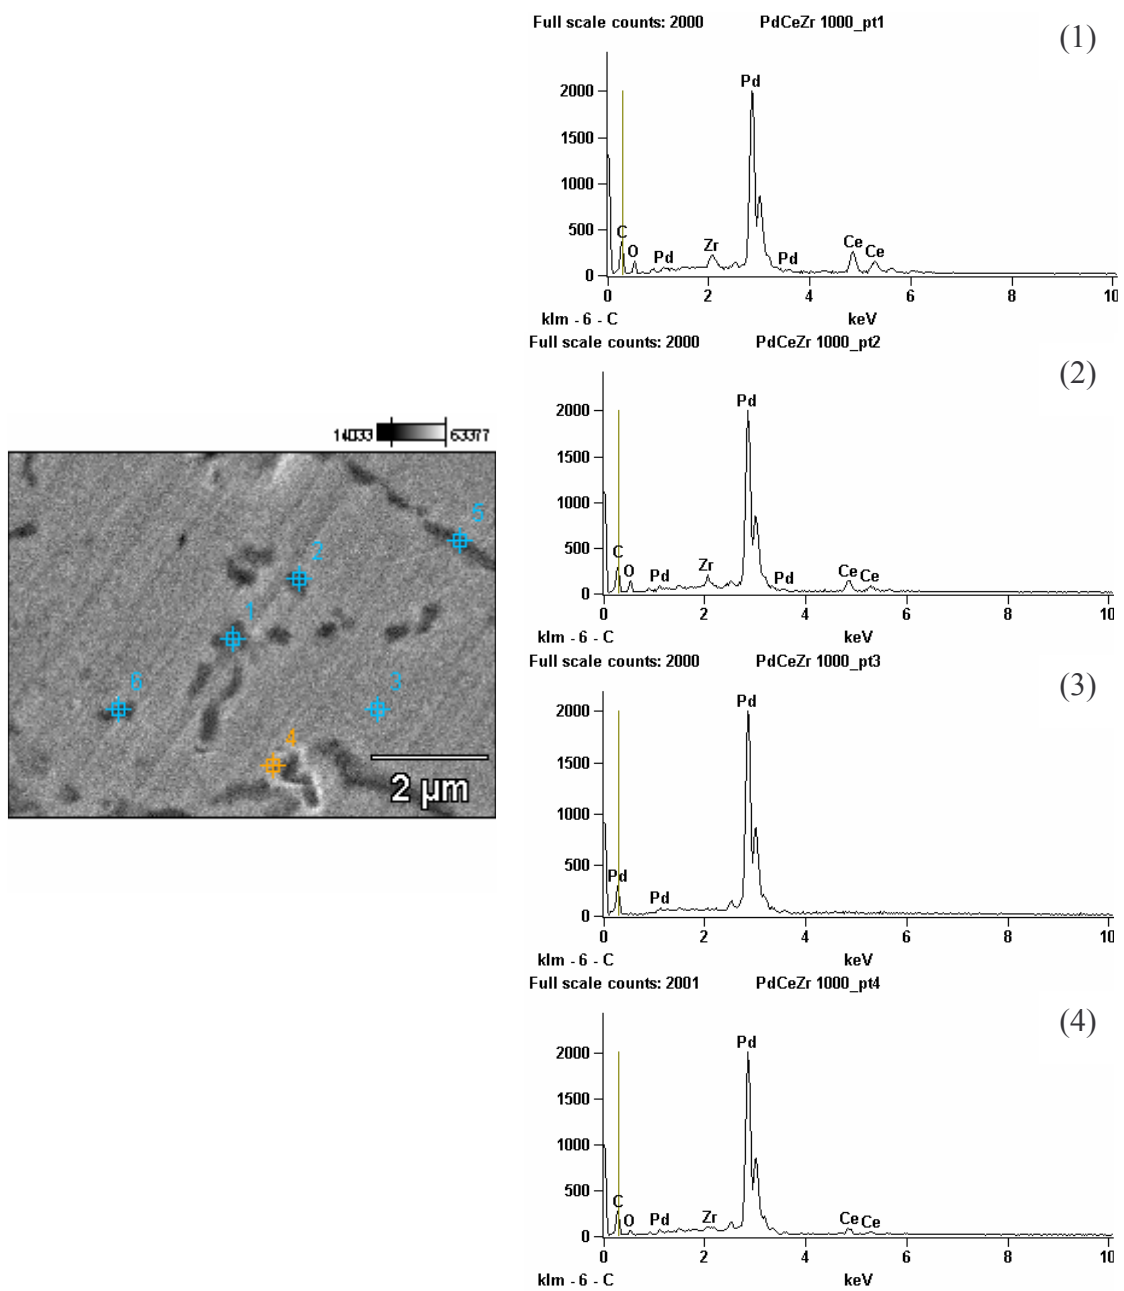 Full scale counts: 2000 PdCeZr 1000_pt1
(1)
Pd
2000
1500
1000
500
0
C
O
Pd
Zr
Pd
Ce
Ce
0 2 4 6 8 10
klm - 6 - C keV
Full scale counts: 2000 PdCeZr 1000_pt2
(2)
Pd
2000
1500
1000
500
0
C
O
Pd
Zr
Pd
Ce
Ce
0 2 4 6 8 10
klm - 6 - C keV
14033 63377
5
2
1
6
3
4
2 µm
Full scale counts: 2000 PdCeZr 1000_pt3
(3)
Pd
2000
1500
1000
500
0
Pd
Pd
0 2 4 6 8 10
klm - 6 - C keV
Full scale counts: 2001 PdCeZr 1000_pt4
(4)
Pd
2000
1500
1000
500
0
C
O
Pd
Zr
Ce
Ce
0 2 4 6 8 10
klm - 6 - C keV